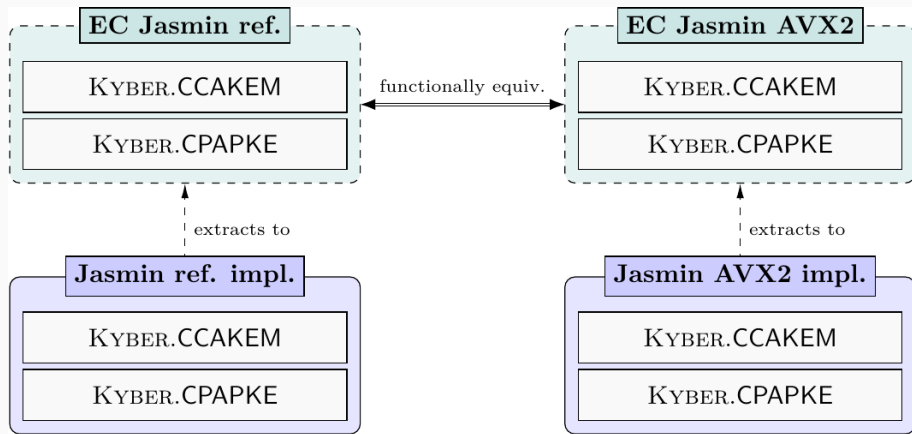 EC Jasmin ref.
KYBER.CCAKEM
KYBER.CPAPKE
functionally equiv.
EC Jasmin AVX2
KYBER.CCAKEM
KYBER.CPAPKE
extracts to
extracts to
Jasmin ref. impl.
KYBER.CCAKEM
KYBER.CPAPKE
Jasmin AVX2 impl.
KYBER.CCAKEM
KYBER.CPAPKE